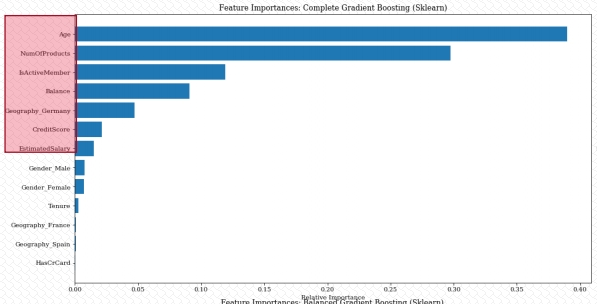 Feature Importances: Complete Gradient Boosting (Sklearn)
Age
NumOfProducts
IsActiveMember
Balance
Geography_Germany
CreditScore
EstimatedSalary
Gender_Male
Gender_Female
Tenure
Geography_France
Geography_Spain
HasCrCard
0.00 0.05 0.10 0.15 0.20 0.25 0.30 0.35 0.40
Relative Importance
Feature Importances: Balanced Gradient Boosting (Sklearn)